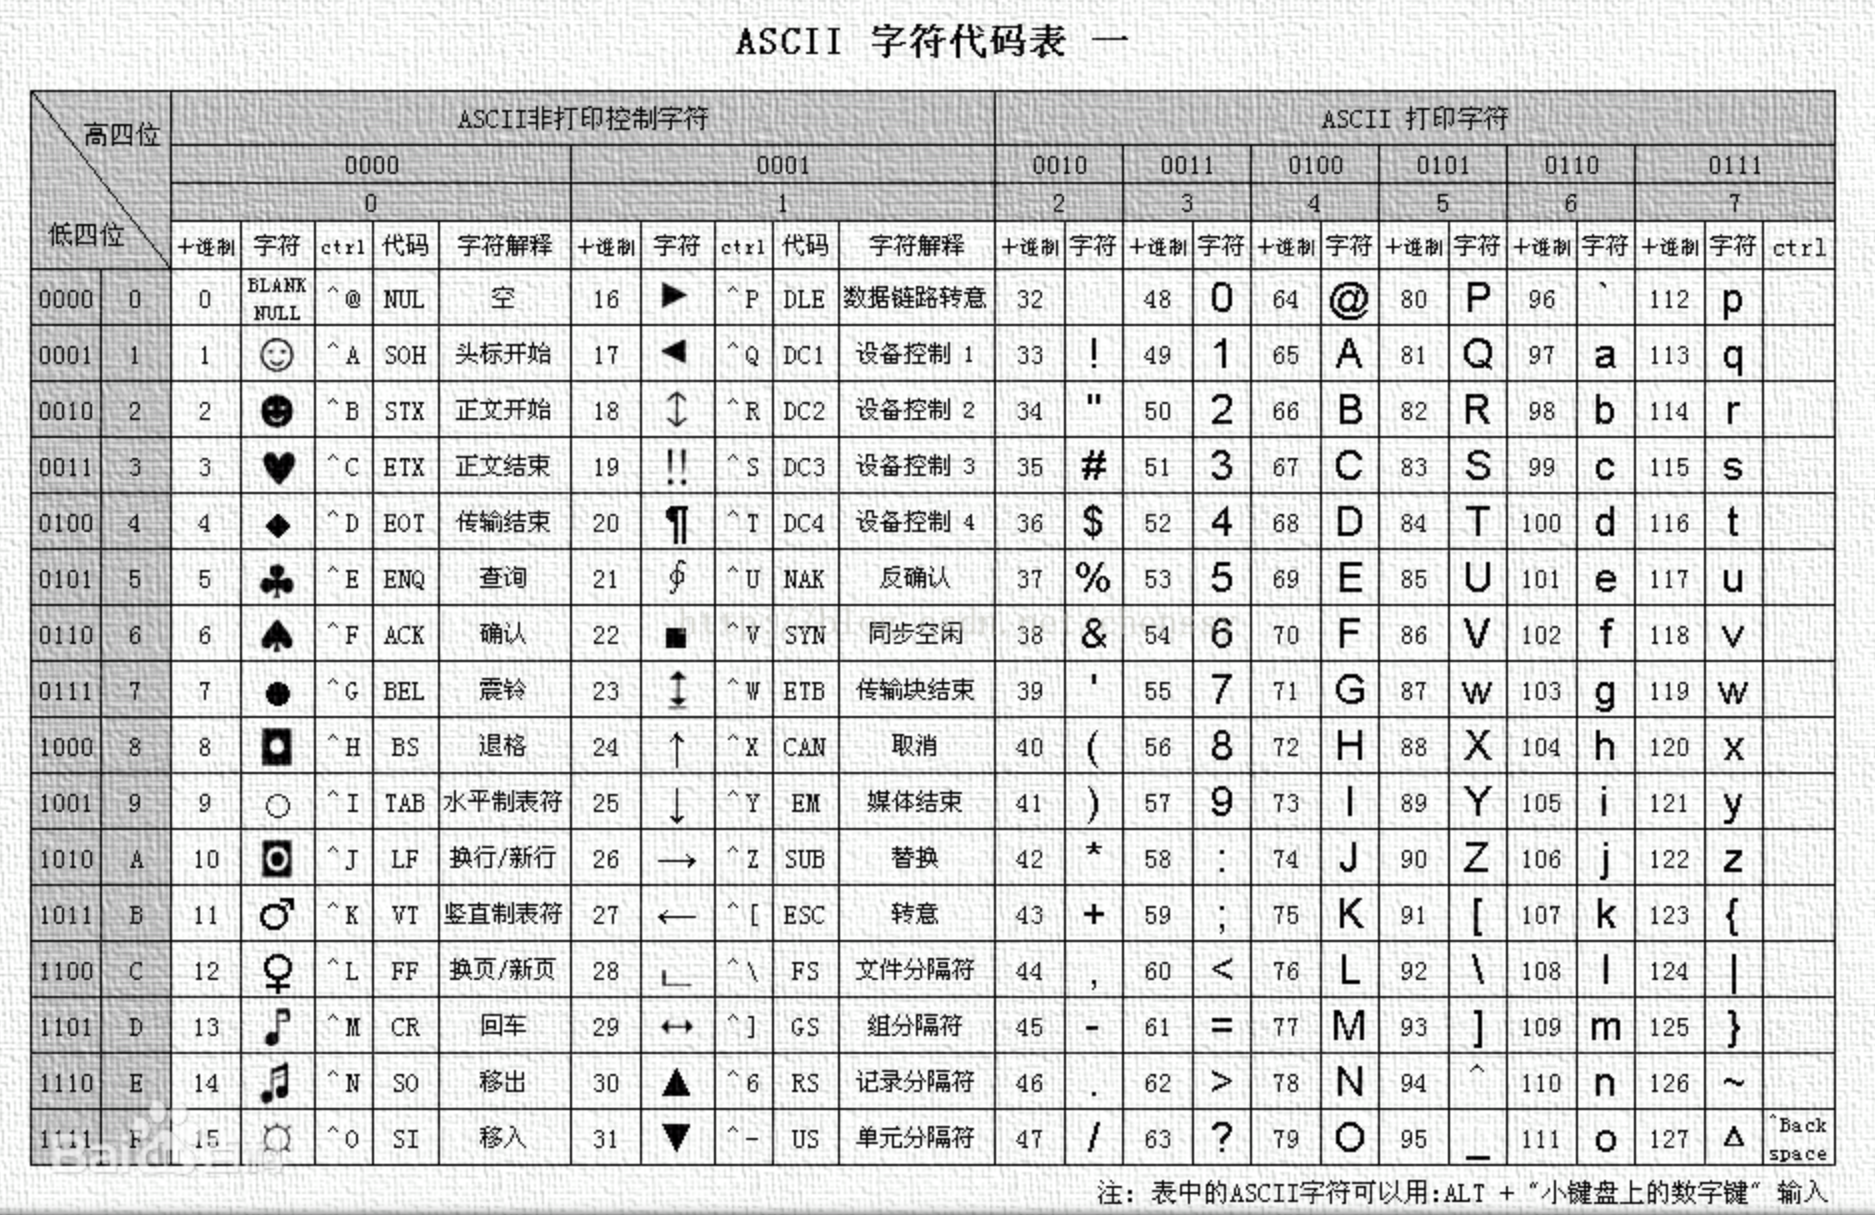 ASCII 字符代码表 一
高四位 ASCII非打印控制字符 ASCII 打印字符
0000 0001 0010 0011 0100 0101 0110 0111
0 1 2 3 4 5 6 7
低四位 十进制 字符 ctrl 代码 字符解释 十进制 字符 ctrl 代码 字符解释 十进制 字符 十进制 字符 十进制 字符 十进制 字符 十进制 字符 十进制 字符 ctrl
0000 0 0 BLANK NULL ^@ NUL 空 16 ► ^P DLE 数据链路转意 32 48 0 64 @ 80 P 96 ` 112 p
0001 1 1 ☺ ^A SOH 头标开始 17 ◄ ^Q DC1 设备控制 1 33 ! 49 1 65 A 81 Q 97 a 113 q
0010 2 2 ☻ ^B STX 正文开始 18 ↕ ^R DC2 设备控制 2 34 " 50 2 66 B 82 R 98 b 114 r
0011 3 3 ♥ ^C ETX 正文结束 19 !! ^S DC3 设备控制 3 35 # 51 3 67 C 83 S 99 c 115 s
0100 4 4 ◆ ^D EOT 传输结束 20 ¶ ^T DC4 设备控制 4 36 $ 52 4 68 D 84 T 100 d 116 t
0101 5 5 ♣ ^E ENQ 查询 21 ∮ ^U NAK 反确认 37 % 53 5 69 E 85 U 101 e 117 u
0110 6 6 ♠ ^F ACK 确认 22 ■ ^V SYN 同步空闲 38 & 54 6 70 F 86 V 102 f 118 v
0111 7 7 ● ^G BEL 震铃 23 ↨ ^W ETB 传输块结束 39 ' 55 7 71 G 87 w 103 g 119 w
1000 8 8 ◘ ^H BS 退格 24 ↑ ^X CAN 取消 40 ( 56 8 72 H 88 X 104 h 120 x
1001 9 9 ○ ^I TAB 水平制表符 25 ↓ ^Y EM 媒体结束 41 ) 57 9 73 I 89 Y 105 i 121 y
1010 A 10 ◙ ^J LF 换行/新行 26 → ^Z SUB 替换 42 * 58 : 74 J 90 Z 106 j 122 z
1011 B 11 ♂ ^K VT 竖直制表符 27 ← ^[ ESC 转意 43 + 59 ; 75 K 91 [ 107 k 123 {
1100 C 12 ♀ ^L FF 换页/新页 28 ∟ ^\ FS 文件分隔符 44 , 60 < 76 L 92 \ 108 l 124 |
1101 D 13 ♪ ^M CR 回车 29 ↔ ^] GS 组分隔符 45 - 61 = 77 M 93 ] 109 m 125 }
1110 E 14 ♫ ^N SO 移出 30 ▲ ^6 RS 记录分隔符 46 . 62 > 78 N 94 ^ 110 n 126 ~
1111 F 15 ☼ ^O SI 移入 31 ▼ ^- US 单元分隔符 47 / 63 ? 79 O 95 _ 111 o 127 Δ ^Back space
Baidu百科
注: 表中的ASCII字符可以用:ALT + “小键盘上的数字键” 输入